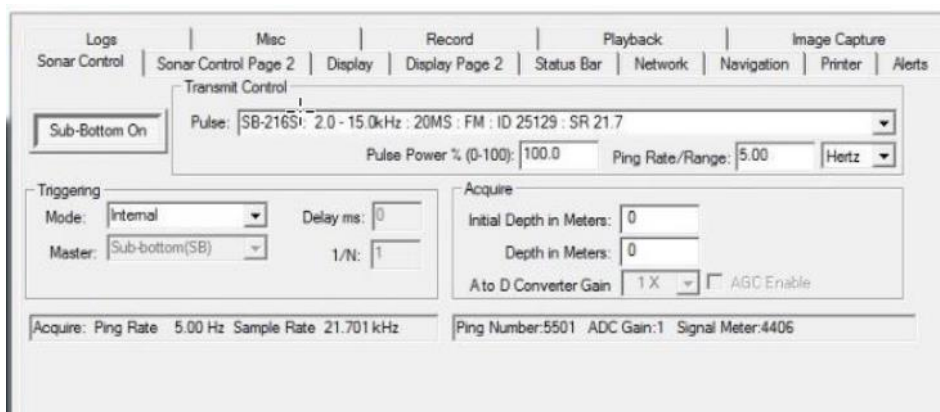 Logs Misc Record Playback Image Capture
Sonar Control Sonar Control Page 2 Display Display Page 2 Status Bar Network Navigation Printer Alerts
Transmit Control
Sub-Bottom On
Pulse: SB-216S : 2.0 - 15.0kHz : 20MS : FM : ID 25129 : SR 21.7
Pulse Power % (0-100): 100.0 Ping Rate/Range: 5.00 Hertz
Triggering
Mode: Internal Delay ms: 0
Master: Sub-bottom(SB) 1/N: 1
Acquire
Initial Depth in Meters: 0
Depth in Meters: 0
A to D Converter Gain 1 X AGC Enable
Acquire: Ping Rate 5.00 Hz Sample Rate 21.701 kHz
Ping Number:5501 ADC Gain:1 Signal Meter:4406